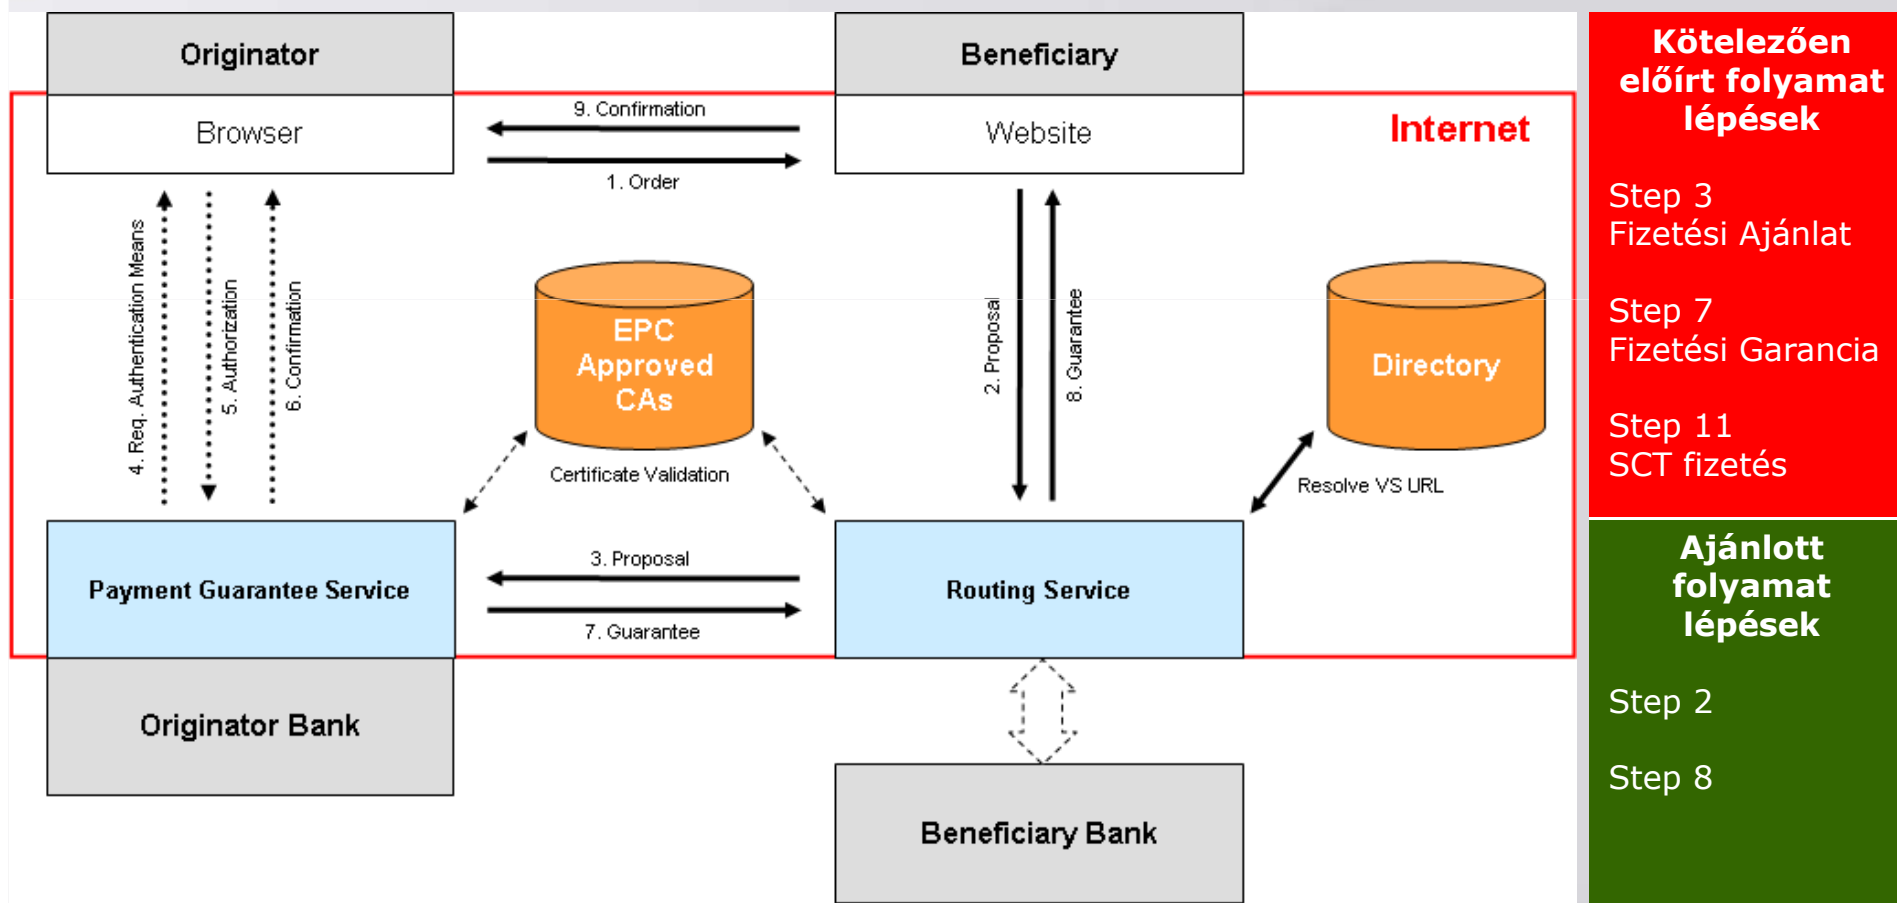 Originator
Browser
Beneficiary
Website
Internet
9. Confirmation
1. Order
4. Req. Authentication Means
5. Authorization
6. Confirmation
EPC
Approved
CAs
Certificate Validation
2. Proposal
8. Guarantee
Directory
Resolve VS URL
Payment Guarantee Service
3. Proposal
7. Guarantee
Routing Service
Originator Bank
Beneficiary Bank
Kötelezően
előírt folyamat
lépések
Step 3
Fizetési Ajánlat
Step 7
Fizetési Garancia
Step 11
SCT fizetés
Ajánlott
folyamat
lépések
Step 2
Step 8